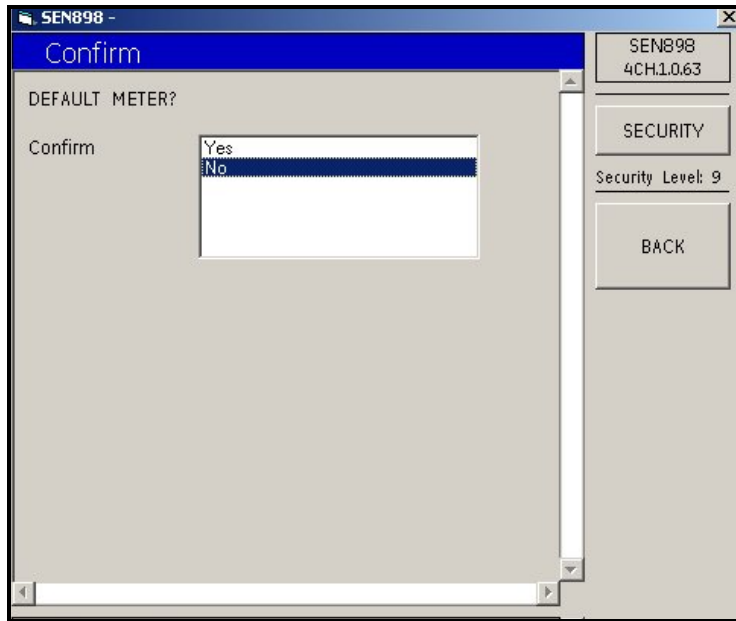 SEN898 -
Confirm
SEN898
4CH.1.0.63
DEFAULT METER?
SECURITY
Confirm
Yes
No
Security Level: 9
BACK